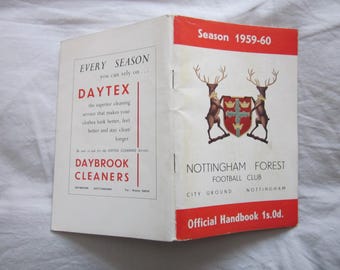 EVERY SEASON
you can rely on . . .
DAYTEX
the superior cleaning
service that makes your
clothes look better, feel
better and stay clean
longer
DAYBROOK
CLEANERS
Season 1959-60
NOTTINGHAM FOREST
FOOTBALL CLUB
CITY GROUND NOTTINGHAM
Official Handbook 1s.0d.